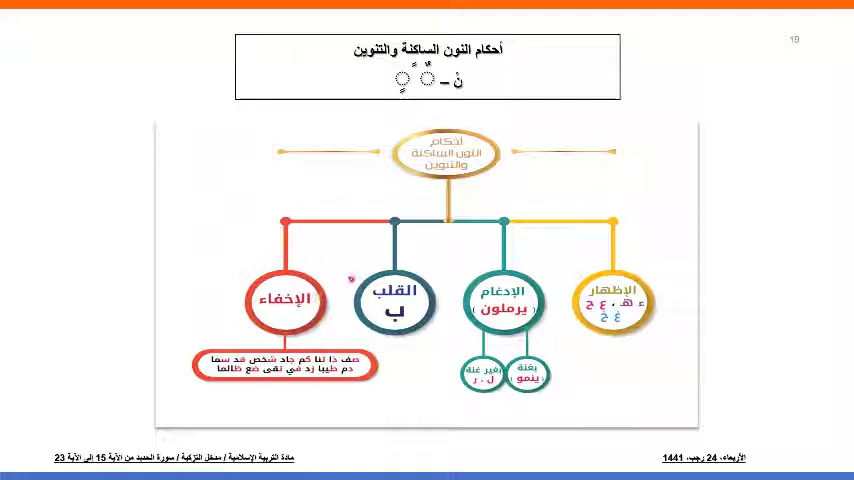 19
أحكام النون الساكنة والتنوين
نْ – ◌ٌ ◌ً ◌ٍ
أحكام
النون الساكنة
والتنوين
الإظهار
ء هـ ، ع ح
غ خ
الإدغام
( يرملون )
القلب
ب
الإخفاء
بغنة
( ينمو )
بغير غنة
ل . ر
صف ذا ثنا كم جاد شخص قد سما
دم طيبا زد في تقى ضع ظالما
الأربعاء، 24 رجب، 1441
مادة التربية الإسلامية / مدخل التزكية / سورة الحديد من الآية 15 إلى الآية 23